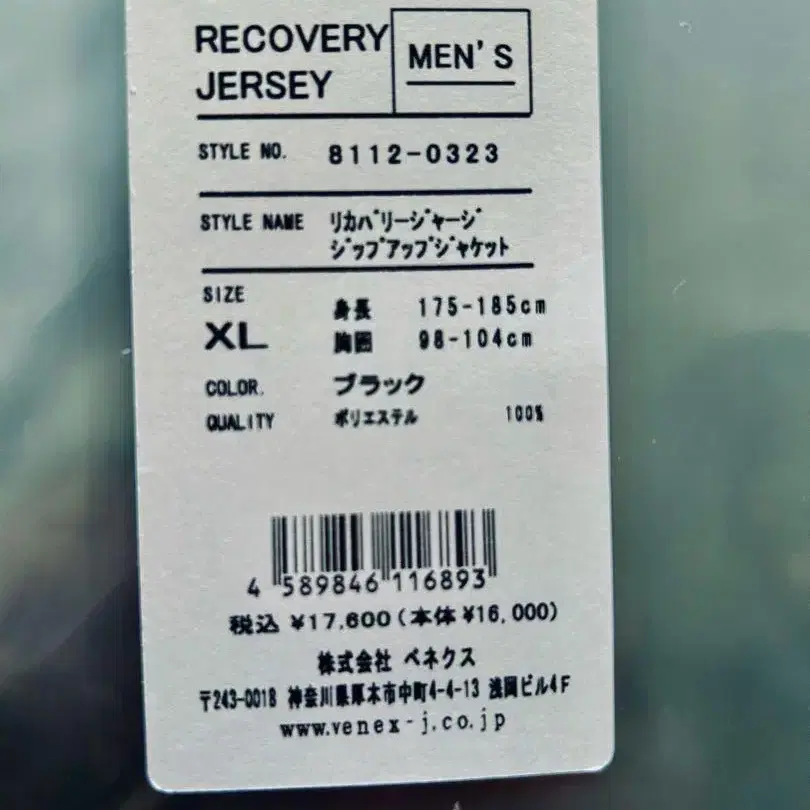 RECOVERY
JERSEY
MEN'S
STYLE NO. 8112-0323
STYLE NAME リカバリージャージ
ジップアップジャケット
SIZE
XL
身長 175-185cm
胸囲 98-104cm
COLOR. ブラック
QUALITY ポリエステル 100%
4 589846 116893
税込 ¥17,600(本体 ¥16,000)
株式会社 ベネクス
〒243-0018 神奈川県厚木市中町4-4-13 浅岡ビル4F
www.venex-j.co.jp